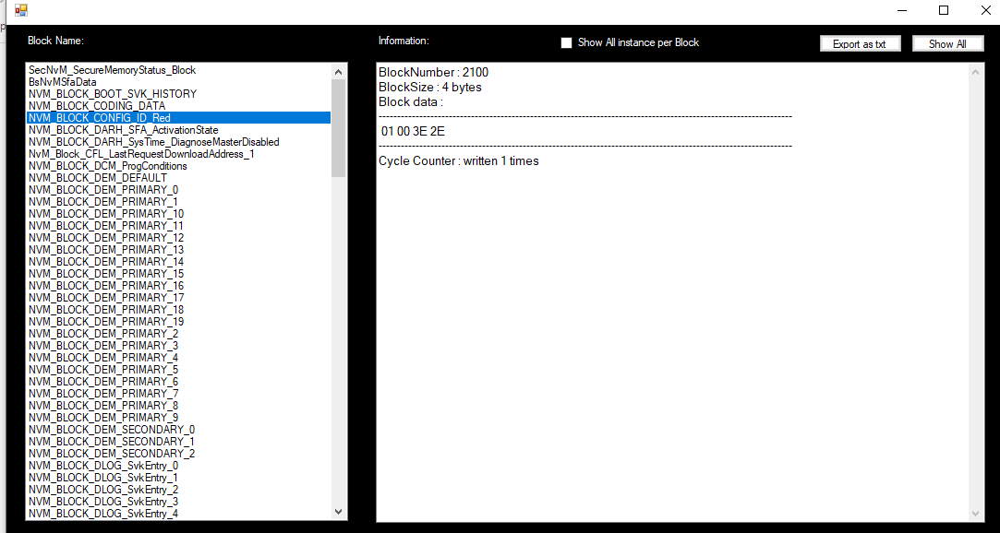 Block Name:
Information:
Show All instance per Block
Export as txt
Show All
SecNvM_SecureMemoryStatus_Block
BsNvMSfaData
NVM_BLOCK_BOOT_SVK_HISTORY
NVM_BLOCK_CODING_DATA
NVM_BLOCK_CONFIG_ID_Red
NVM_BLOCK_DARH_SFA_ActivationState
NVM_BLOCK_DARH_SysTime_DiagnoseMasterDisabled
NvM_Block_CFL_LastRequestDownloadAddress_1
NVM_BLOCK_DCM_ProgConditions
NVM_BLOCK_DEM_DEFAULT
NVM_BLOCK_DEM_PRIMARY_0
NVM_BLOCK_DEM_PRIMARY_1
NVM_BLOCK_DEM_PRIMARY_10
NVM_BLOCK_DEM_PRIMARY_11
NVM_BLOCK_DEM_PRIMARY_12
NVM_BLOCK_DEM_PRIMARY_13
NVM_BLOCK_DEM_PRIMARY_14
NVM_BLOCK_DEM_PRIMARY_15
NVM_BLOCK_DEM_PRIMARY_16
NVM_BLOCK_DEM_PRIMARY_17
NVM_BLOCK_DEM_PRIMARY_18
NVM_BLOCK_DEM_PRIMARY_19
NVM_BLOCK_DEM_PRIMARY_2
NVM_BLOCK_DEM_PRIMARY_3
NVM_BLOCK_DEM_PRIMARY_4
NVM_BLOCK_DEM_PRIMARY_5
NVM_BLOCK_DEM_PRIMARY_6
NVM_BLOCK_DEM_PRIMARY_7
NVM_BLOCK_DEM_PRIMARY_8
NVM_BLOCK_DEM_PRIMARY_9
NVM_BLOCK_DEM_SECONDARY_0
NVM_BLOCK_DEM_SECONDARY_1
NVM_BLOCK_DEM_SECONDARY_2
NVM_BLOCK_DLOG_SvkEntry_0
NVM_BLOCK_DLOG_SvkEntry_1
NVM_BLOCK_DLOG_SvkEntry_2
NVM_BLOCK_DLOG_SvkEntry_3
NVM_BLOCK_DLOG_SvkEntry_4
BlockNumber : 2100
BlockSize : 4 bytes
Block data :
01 00 3E 2E
Cycle Counter : written 1 times